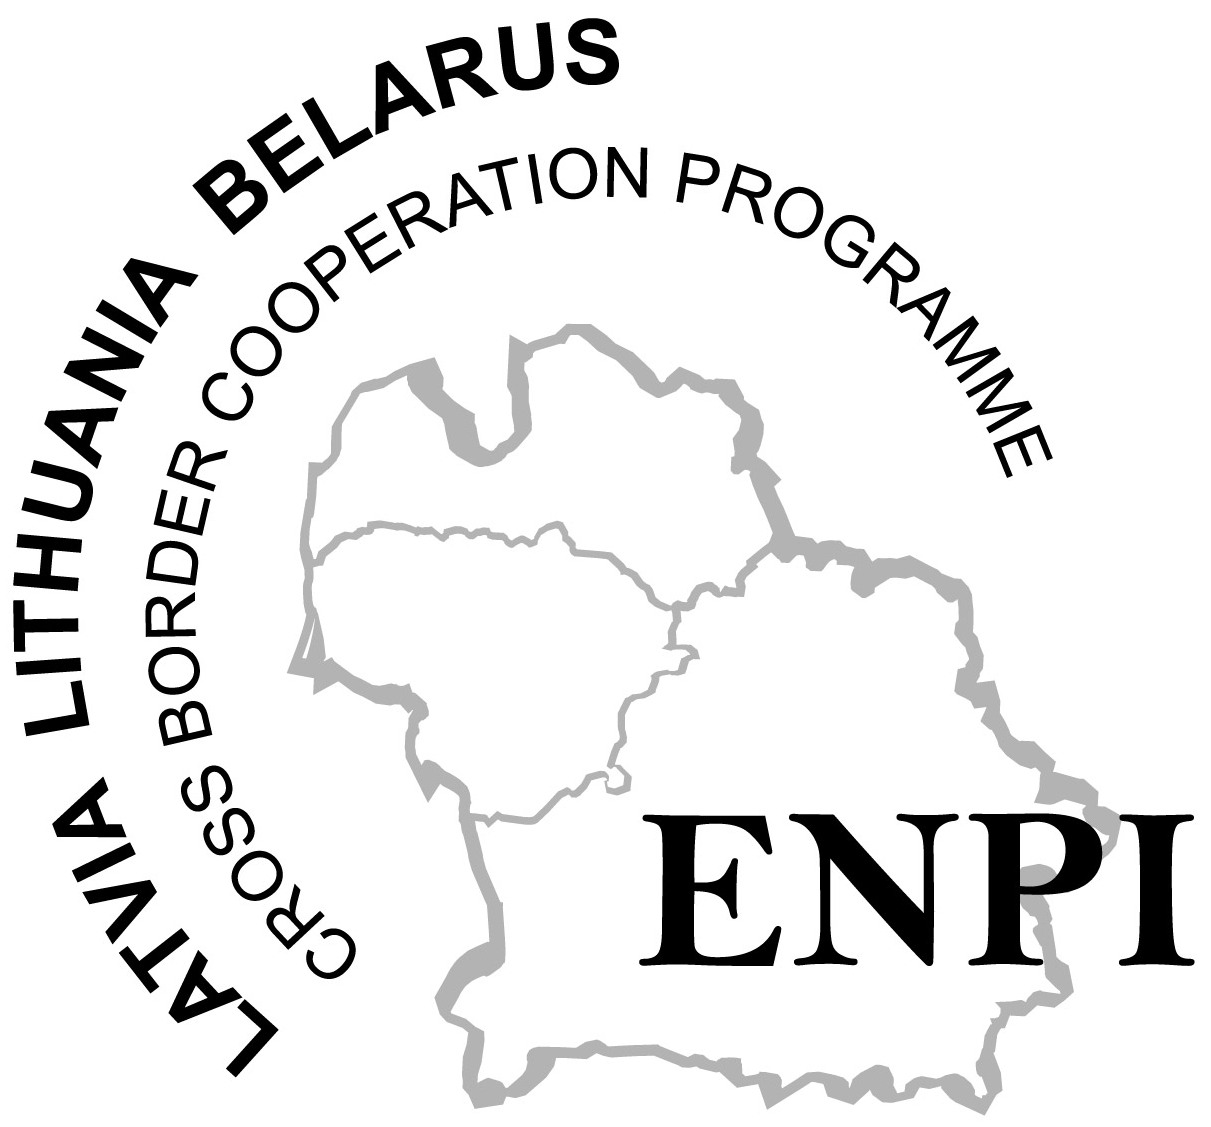 LATVIA LITHUANIA BELARUS
CROSS BORDER COOPERATION PROGRAMME
ENPI